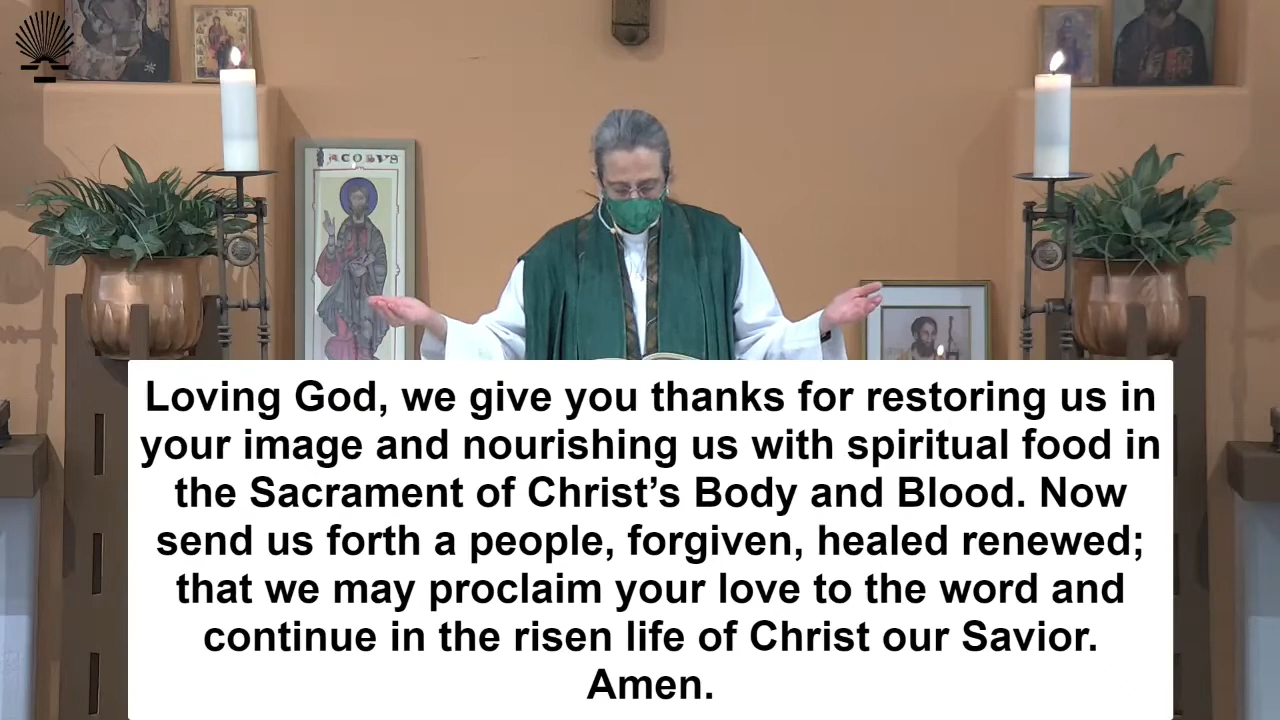 IACOBVS
Loving God, we give you thanks for restoring us in
your image and nourishing us with spiritual food in
the Sacrament of Christ’s Body and Blood. Now
send us forth a people, forgiven, healed renewed;
that we may proclaim your love to the word and
continue in the risen life of Christ our Savior.
Amen.